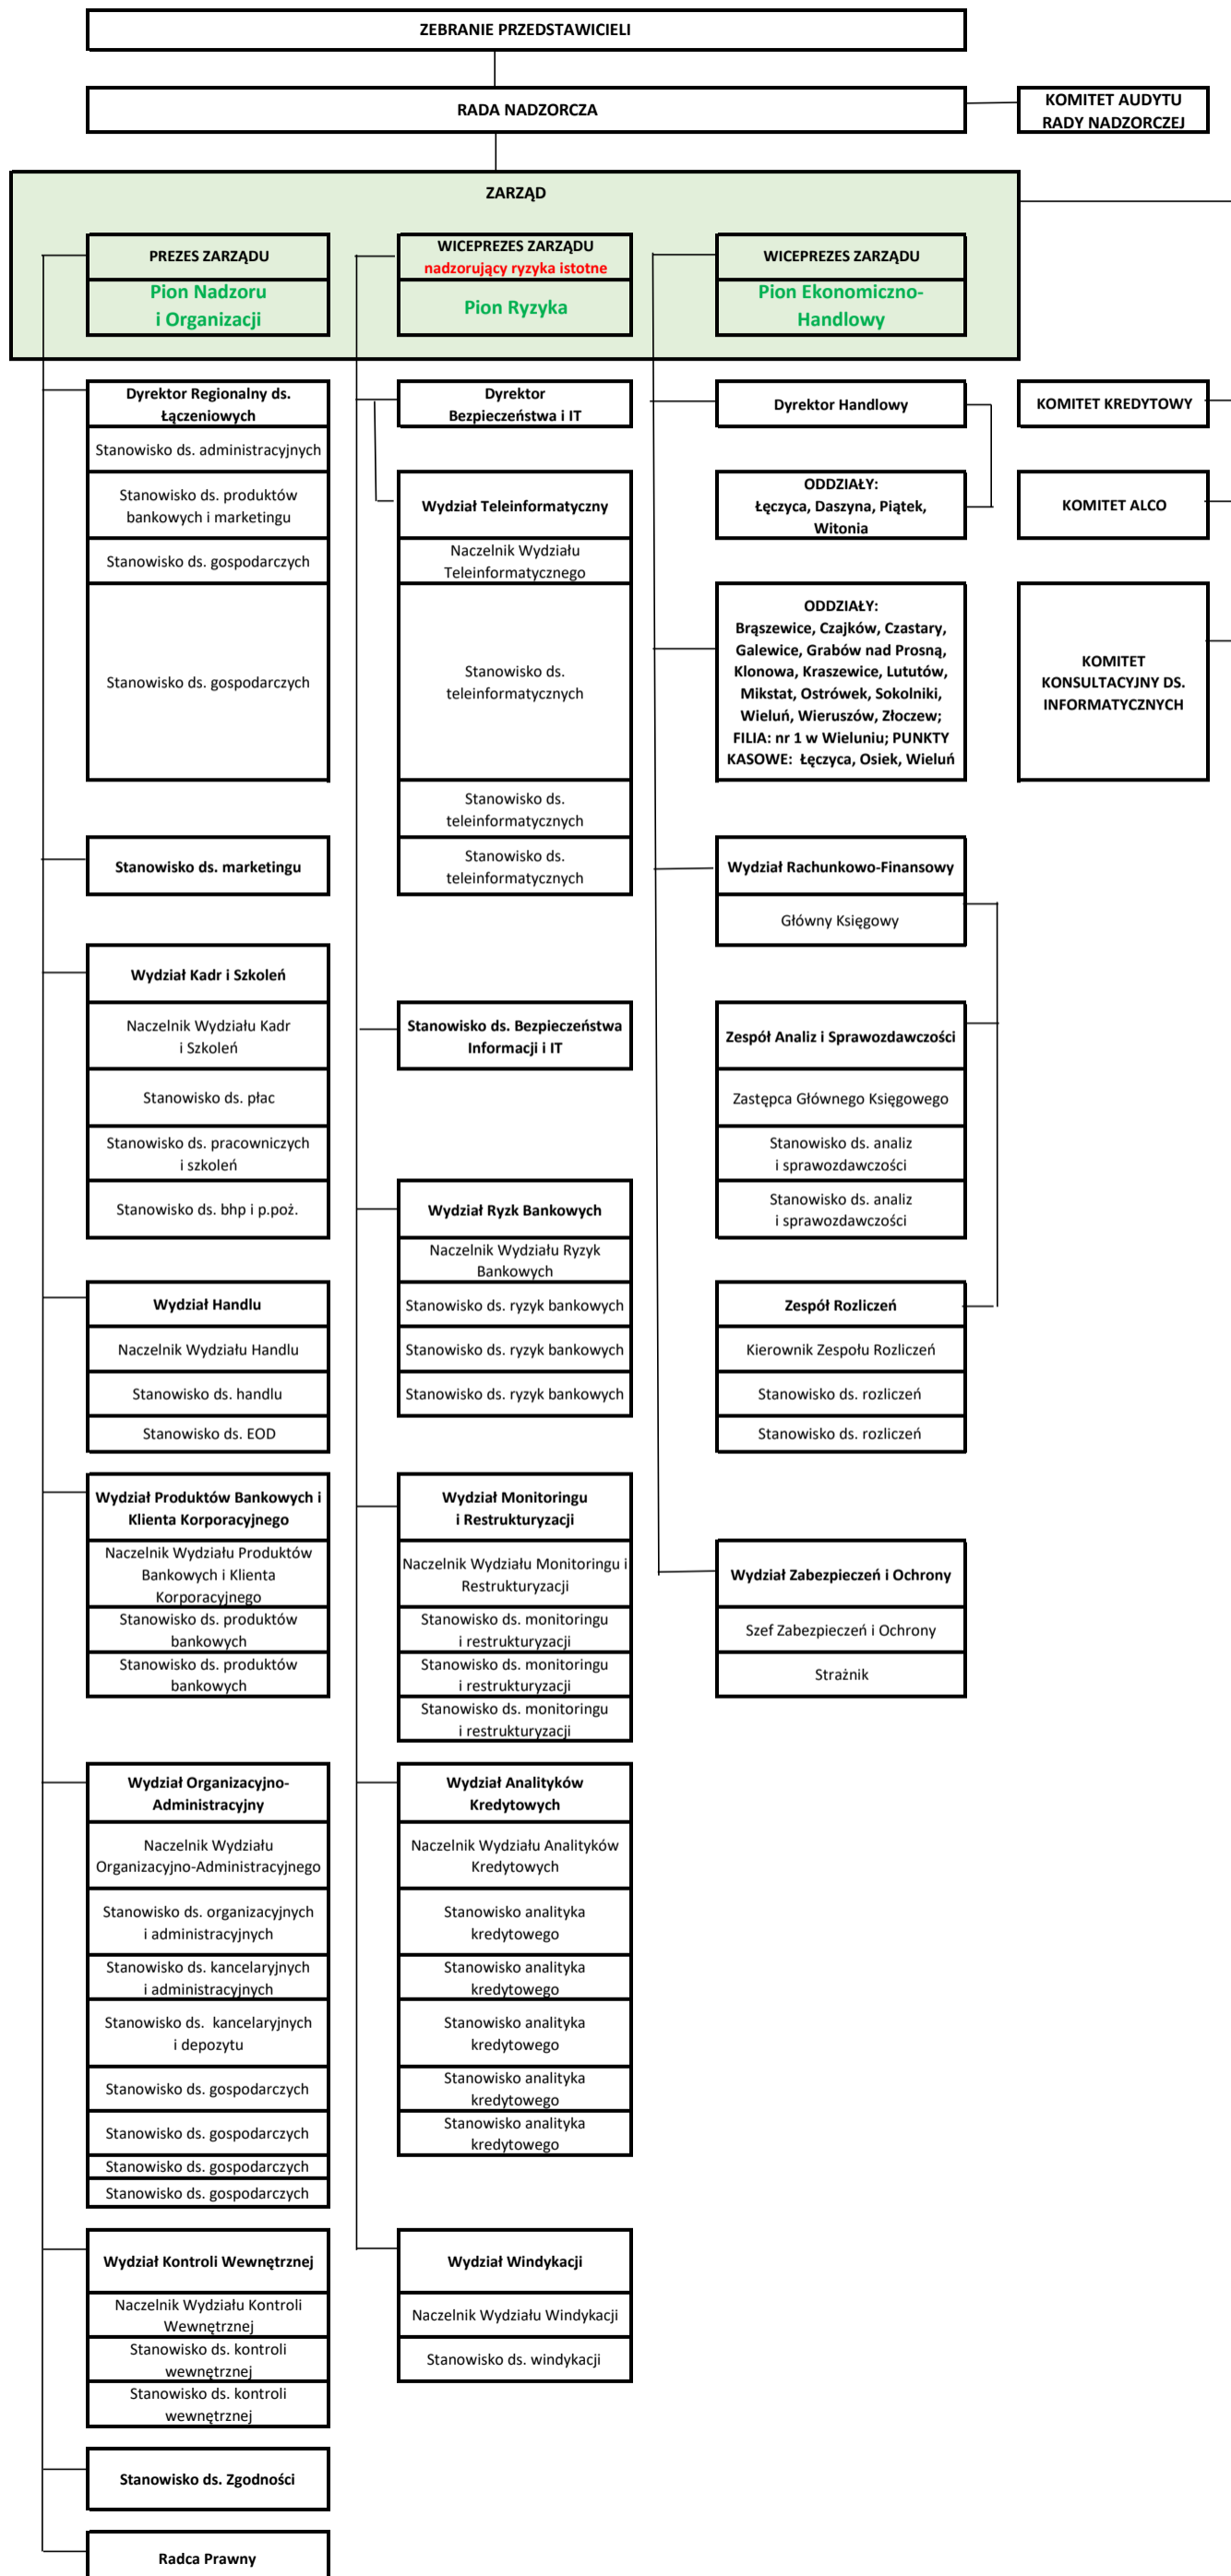 ZEBRANIE PRZEDSTAWICIELI
RADA NADZORCZA
KOMITET AUDYTU
RADY NADZORCZEJ
ZARZĄD
PREZES ZARZĄDU
Pion Nadzoru
i Organizacji
WICEPREZES ZARZĄDU
nadzorujący ryzyka istotne
Pion Ryzyka
WICEPREZES ZARZĄDU
Pion Ekonomiczno-
Handlowy
Dyrektor Regionalny ds.
Łączeniowych
Stanowisko ds. administracyjnych
Stanowisko ds. produktów
bankowych i marketingu
Stanowisko ds. gospodarczych
Stanowisko ds. gospodarczych
Stanowisko ds. marketingu
Wydział Kadr i Szkoleń
Naczelnik Wydziału Kadr
i Szkoleń
Stanowisko ds. płac
Stanowisko ds. pracowniczych
i szkoleń
Stanowisko ds. bhp i p.poż.
Wydział Handlu
Naczelnik Wydziału Handlu
Stanowisko ds. handlu
Stanowisko ds. EOD
Wydział Produktów Bankowych i
Klienta Korporacyjnego
Naczelnik Wydziału Produktów
Bankowych i Klienta
Korporacyjnego
Stanowisko ds. produktów
bankowych
Stanowisko ds. produktów
bankowych
Wydział Organizacyjno-
Administracyjny
Naczelnik Wydziału
Organizacyjno-Administracyjnego
Stanowisko ds. organizacyjnych
i administracyjnych
Stanowisko ds. kancelaryjnych
i administracyjnych
Stanowisko ds.  kancelaryjnych
i depozytu
Stanowisko ds. gospodarczych
Stanowisko ds. gospodarczych
Stanowisko ds. gospodarczych
Stanowisko ds. gospodarczych
Wydział Kontroli Wewnętrznej
Naczelnik Wydziału Kontroli
Wewnętrznej
Stanowisko ds. kontroli
wewnętrznej
Stanowisko ds. kontroli
wewnętrznej
Stanowisko ds. Zgodności
Radca Prawny
Dyrektor
Bezpieczeństwa i IT
Wydział Teleinformatyczny
Naczelnik Wydziału
Teleinformatycznego
Stanowisko ds.
teleinformatycznych
Stanowisko ds.
teleinformatycznych
Stanowisko ds.
teleinformatycznych
Stanowisko ds. Bezpieczeństwa
Informacji i IT
Wydział Ryzk Bankowych
Naczelnik Wydziału Ryzyk
Bankowych
Stanowisko ds. ryzyk bankowych
Stanowisko ds. ryzyk bankowych
Stanowisko ds. ryzyk bankowych
Wydział Monitoringu
i Restrukturyzacji
Naczelnik Wydziału Monitoringu i
Restrukturyzacji
Stanowisko ds. monitoringu
i restrukturyzacji
Stanowisko ds. monitoringu
i restrukturyzacji
Stanowisko ds. monitoringu
i restrukturyzacji
Wydział Analityków
Kredytowych
Naczelnik Wydziału Analityków
Kredytowych
Stanowisko analityka
kredytowego
Stanowisko analityka
kredytowego
Stanowisko analityka
kredytowego
Stanowisko analityka
kredytowego
Stanowisko analityka
kredytowego
Wydział Windykacji
Naczelnik Wydziału Windykacji
Stanowisko ds. windykacji
Dyrektor Handlowy
ODDZIAŁY:
Łęczyca, Daszyna, Piątek,
Witonia
ODDZIAŁY:
Brąszewice, Czajków, Czastary,
Galewice, Grabów nad Prosną,
Klonowa, Kraszewice, Lututów,
Mikstat, Ostrówek, Sokolniki,
Wieluń, Wieruszów, Złoczew;
FILIA: nr 1 w Wieluniu; PUNKTY
KASOWE:  Łęczyca, Osiek, Wieluń
Wydział Rachunkowo-Finansowy
Główny Księgowy
Zespół Analiz i Sprawozdawczości
Zastępca Głównego Księgowego
Stanowisko ds. analiz
i sprawozdawczości
Stanowisko ds. analiz
i sprawozdawczości
Zespół Rozliczeń
Kierownik Zespołu Rozliczeń
Stanowisko ds. rozliczeń
Stanowisko ds. rozliczeń
Wydział Zabezpieczeń i Ochrony
Szef Zabezpieczeń i Ochrony
Strażnik
KOMITET KREDYTOWY
KOMITET ALCO
KOMITET
KONSULTACYJNY DS.
INFORMATYCZNYCH